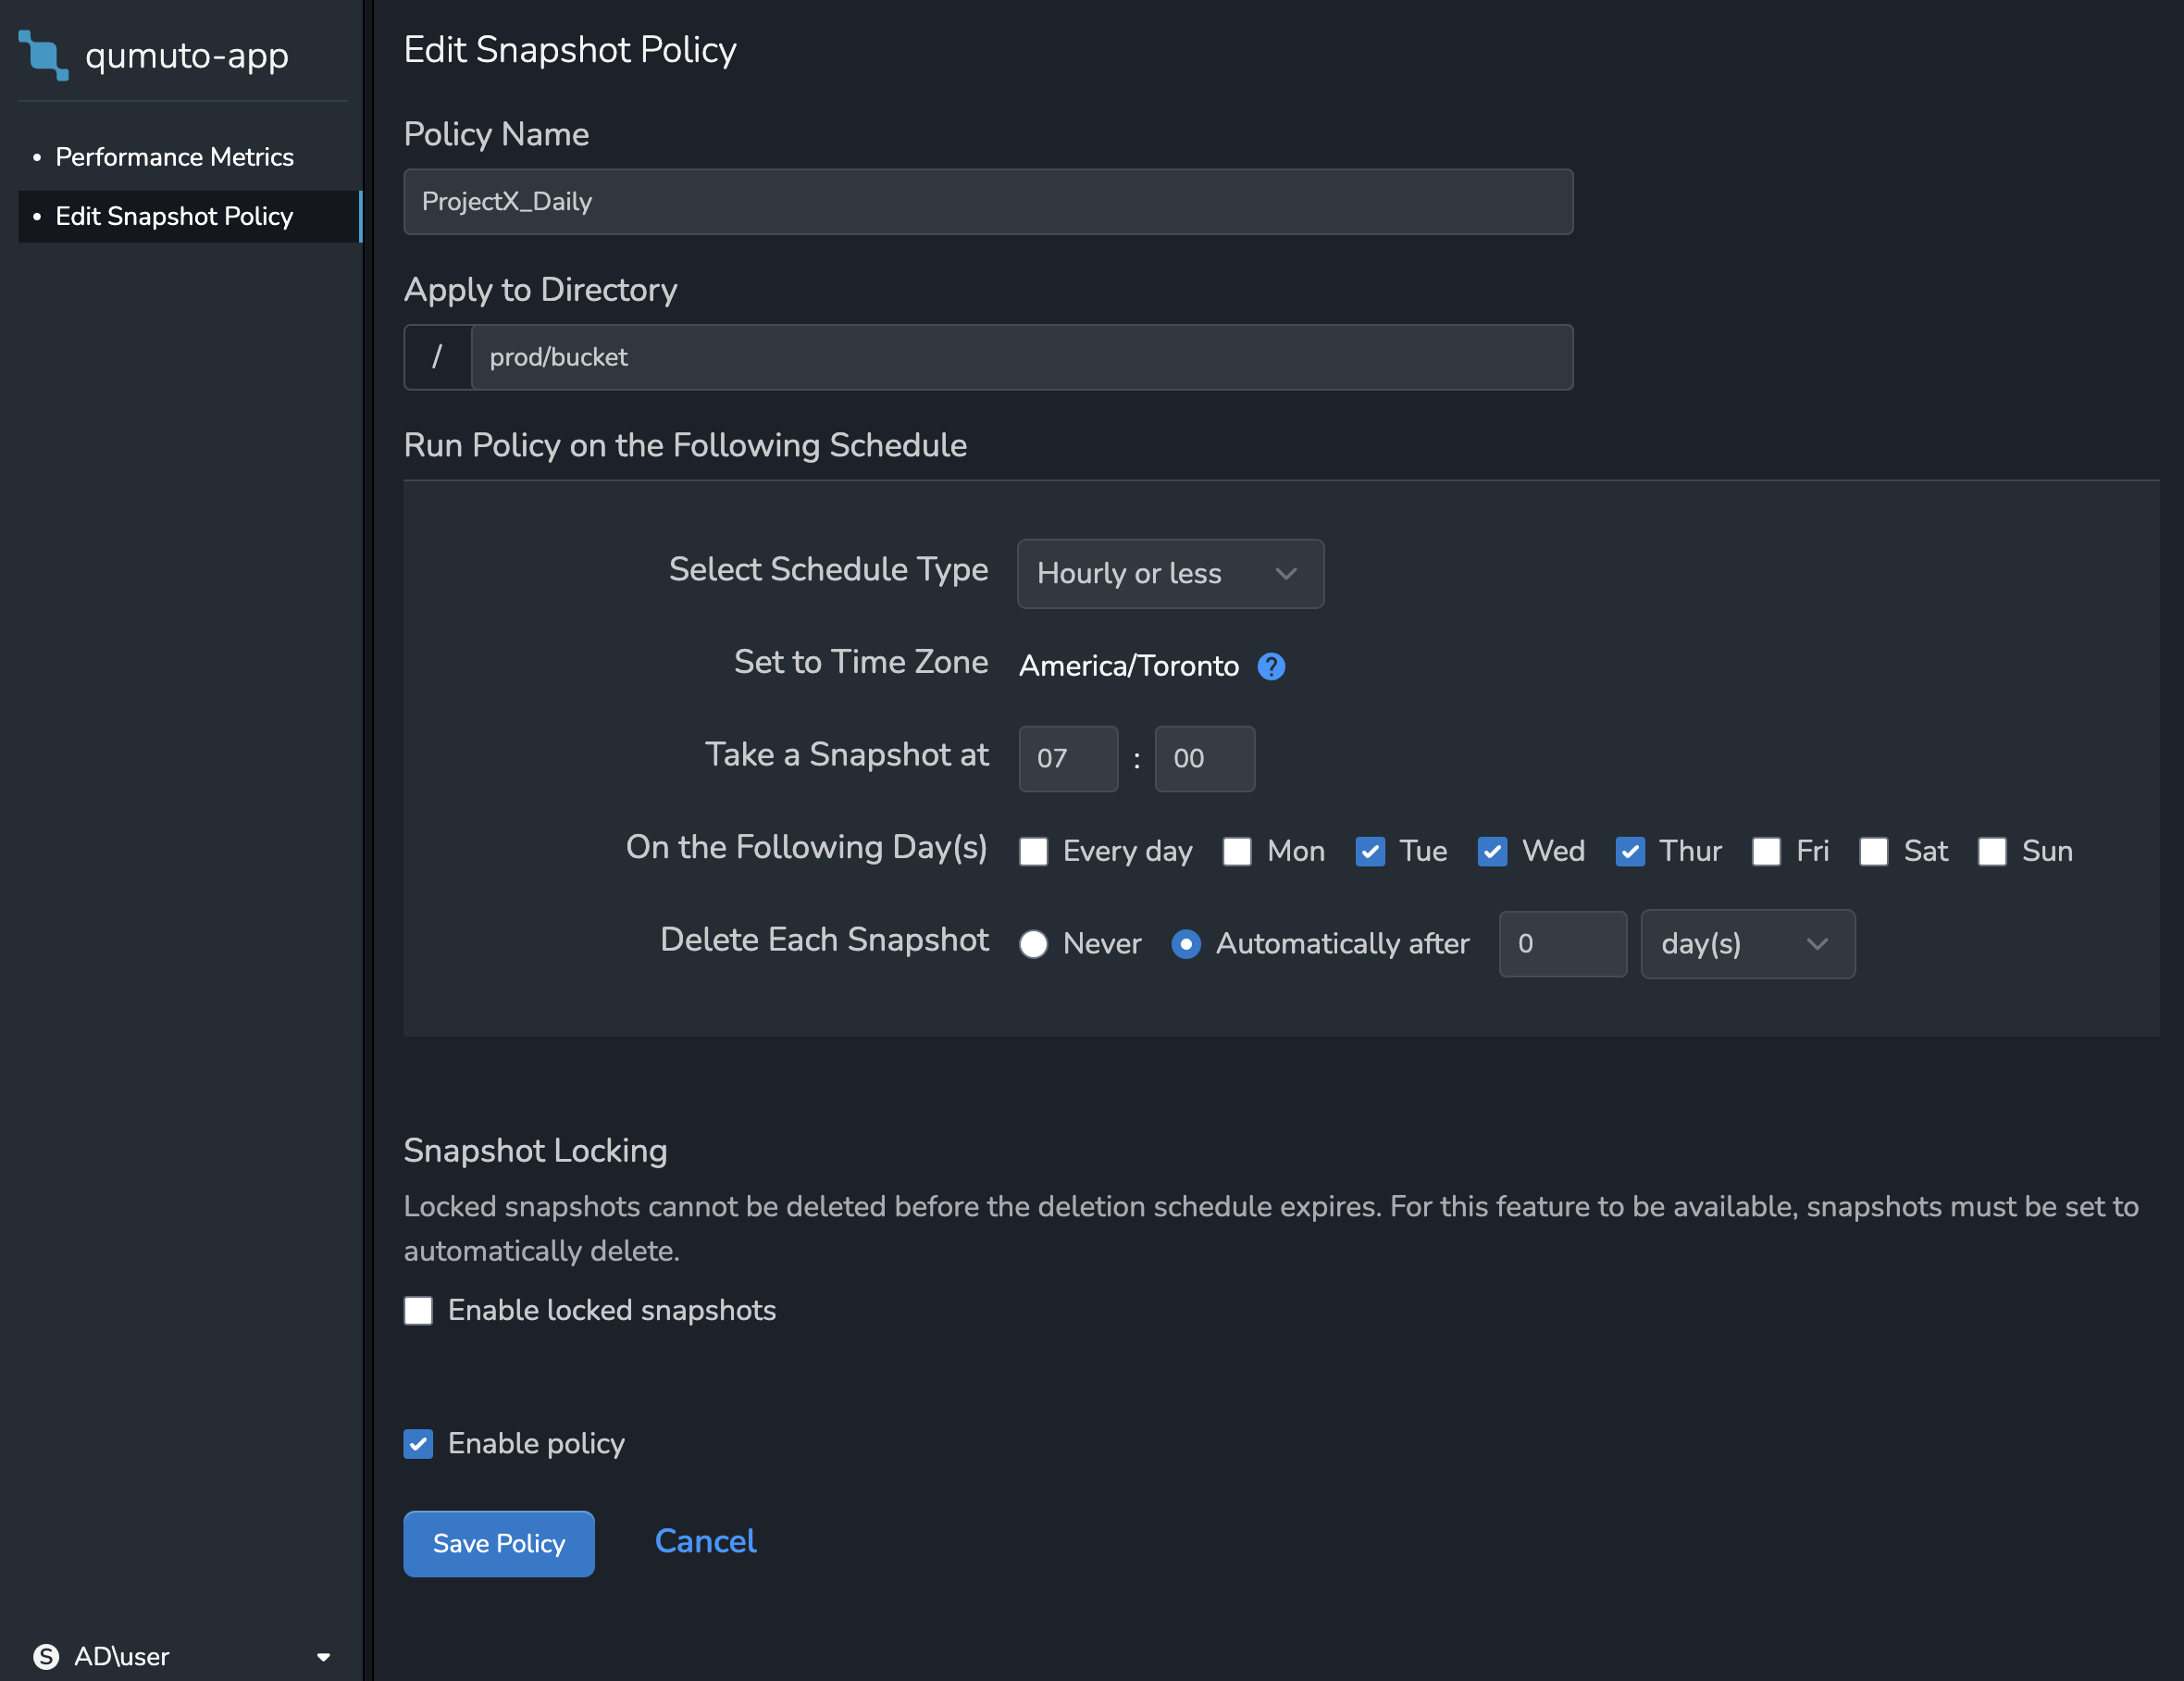 qumuto-app
Performance Metrics
Edit Snapshot Policy
Edit Snapshot Policy
Policy Name
ProjectX_Daily
Apply to Directory
/ prod/bucket
Run Policy on the Following Schedule
Select Schedule Type Hourly or less
Set to Time Zone America/Toronto ?
Take a Snapshot at 07 : 00
On the Following Day(s) Every day Mon Tue Wed Thur Fri Sat Sun
Delete Each Snapshot Never Automatically after 0 day(s)
Snapshot Locking
Locked snapshots cannot be deleted before the deletion schedule expires. For this feature to be available, snapshots must be set to
automatically delete.
Enable locked snapshots
Enable policy
Save Policy Cancel
S AD\user